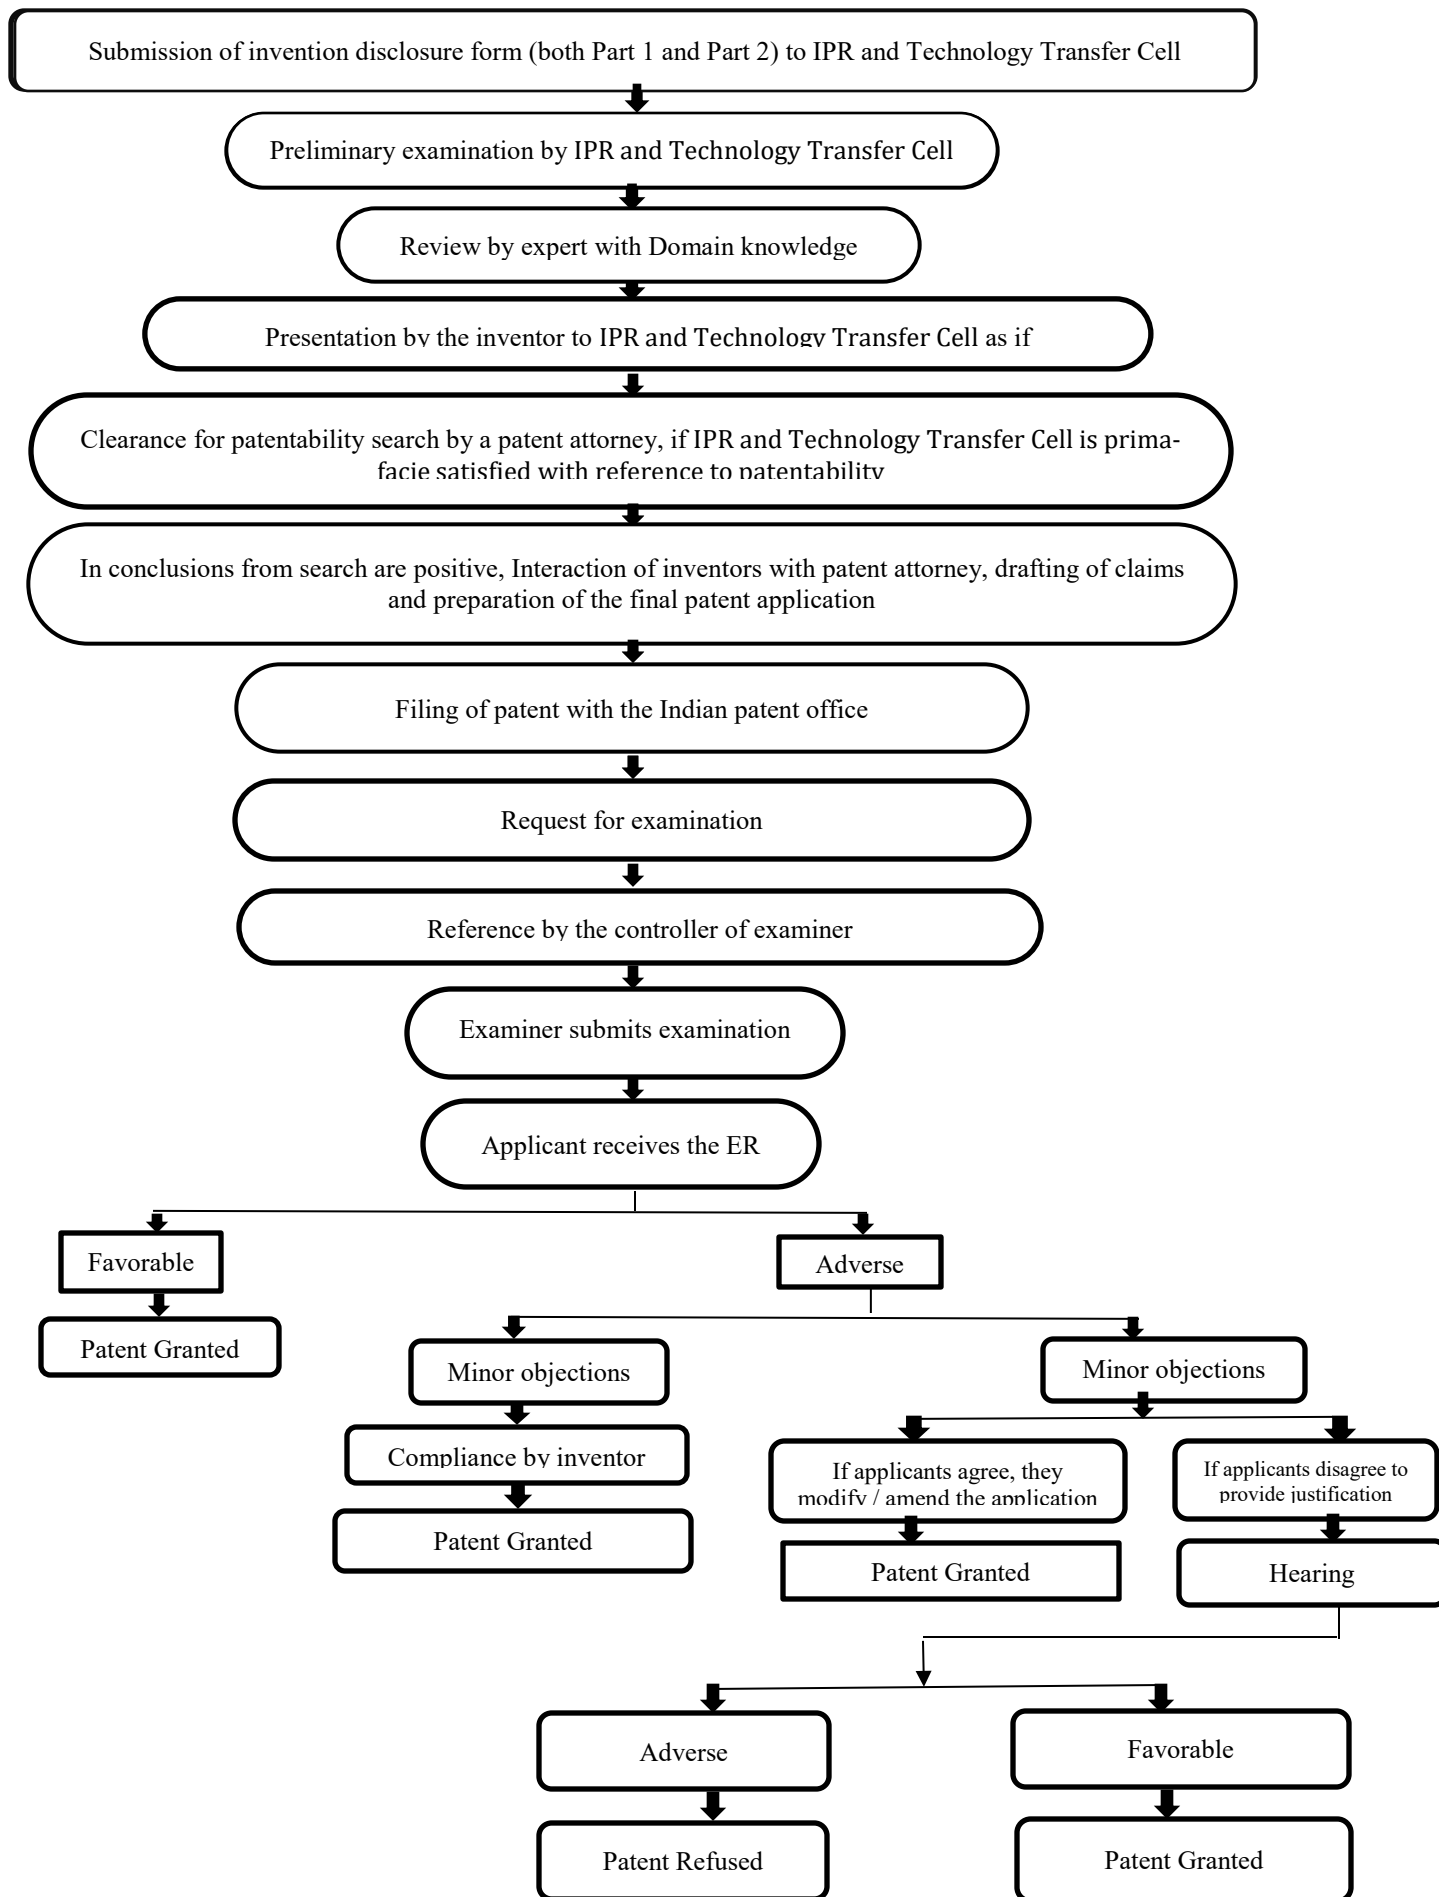 Submission of invention disclosure form (both Part 1 and Part 2) to IPR and Technology Transfer Cell
Preliminary examination by IPR and Technology Transfer Cell
Review by expert with Domain knowledge
Presentation by the inventor to IPR and Technology Transfer Cell as if
Clearance for patentability search by a patent attorney, if IPR and Technology Transfer Cell is prima-
facie satisfied with reference to patentability
In conclusions from search are positive, Interaction of inventors with patent attorney, drafting of claims
and preparation of the final patent application
Filing of patent with the Indian patent office
Request for examination
Reference by the controller of examiner
Examiner submits examination
Applicant receives the ER
Favorable
Adverse
Patent Granted
Minor objections
Minor objections
Compliance by inventor
If applicants agree, they
modify / amend the application
If applicants disagree to
provide justification
Patent Granted
Patent Granted
Hearing
Adverse
Favorable
Patent Refused
Patent Granted